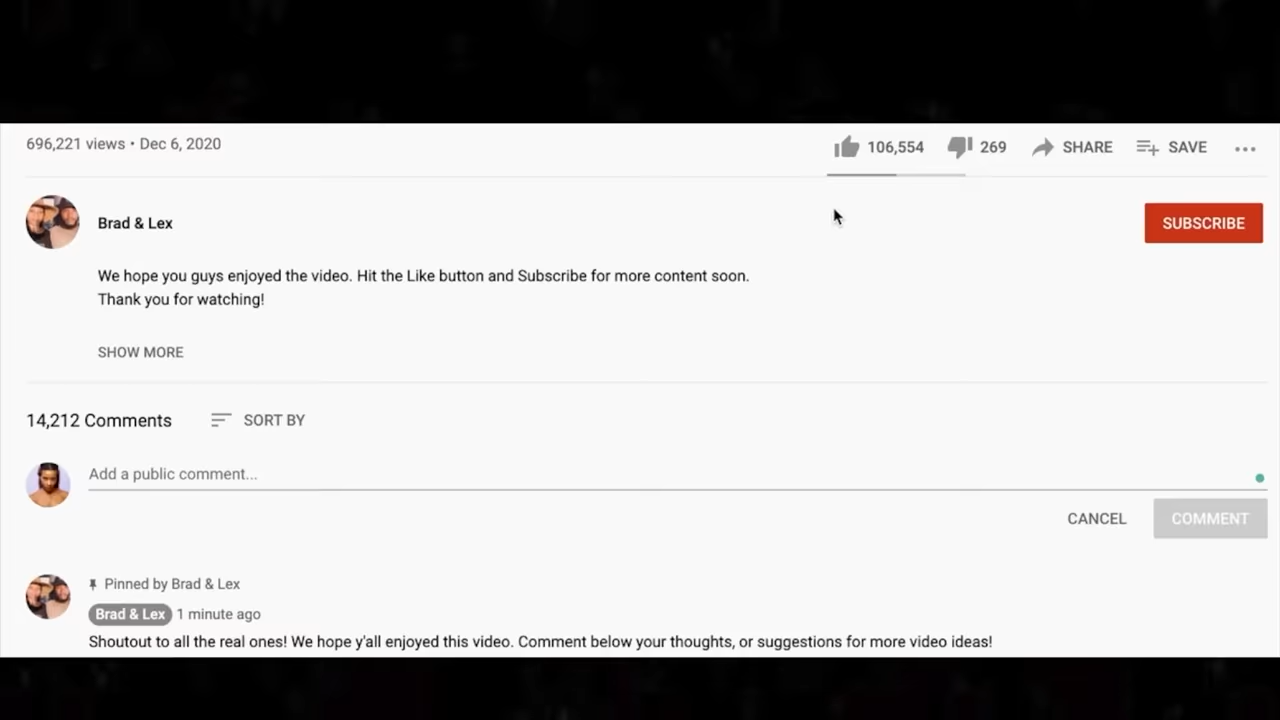 696,221 views • Dec 6, 2020
106,554 269 SHARE SAVE
Brad & Lex
SUBSCRIBE
We hope you guys enjoyed the video. Hit the Like button and Subscribe for more content soon.
Thank you for watching!
SHOW MORE
14,212 Comments SORT BY
Add a public comment...
CANCEL COMMENT
Pinned by Brad & Lex
Brad & Lex 1 minute ago
Shoutout to all the real ones! We hope y'all enjoyed this video. Comment below your thoughts, or suggestions for more video ideas!